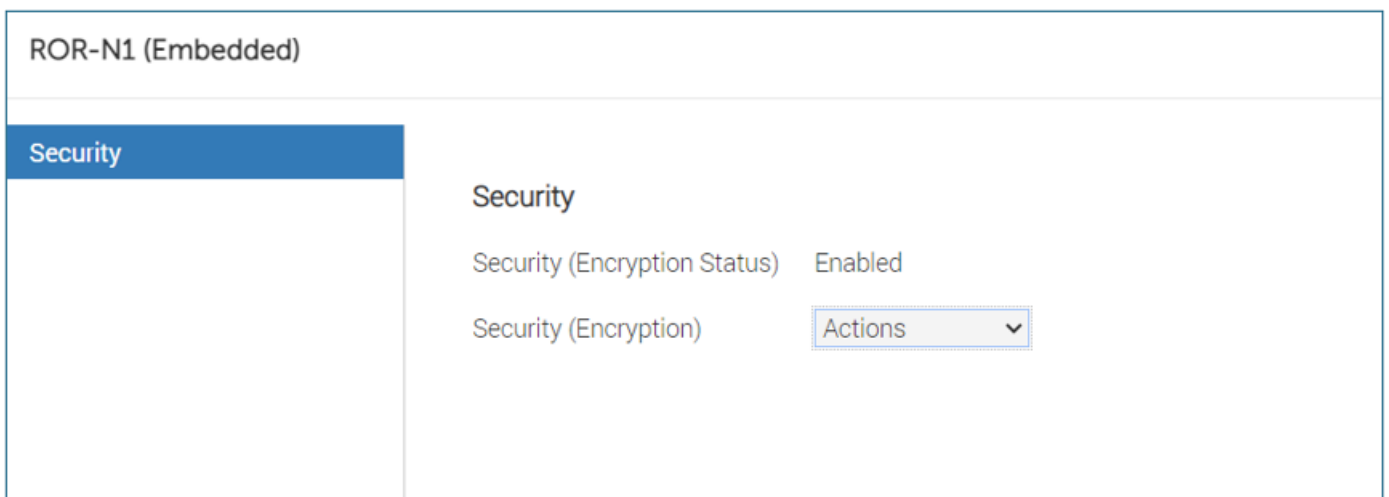 ROR-N1 (Embedded)
Security
Security
Security (Encryption Status) Enabled
Security (Encryption) Actions